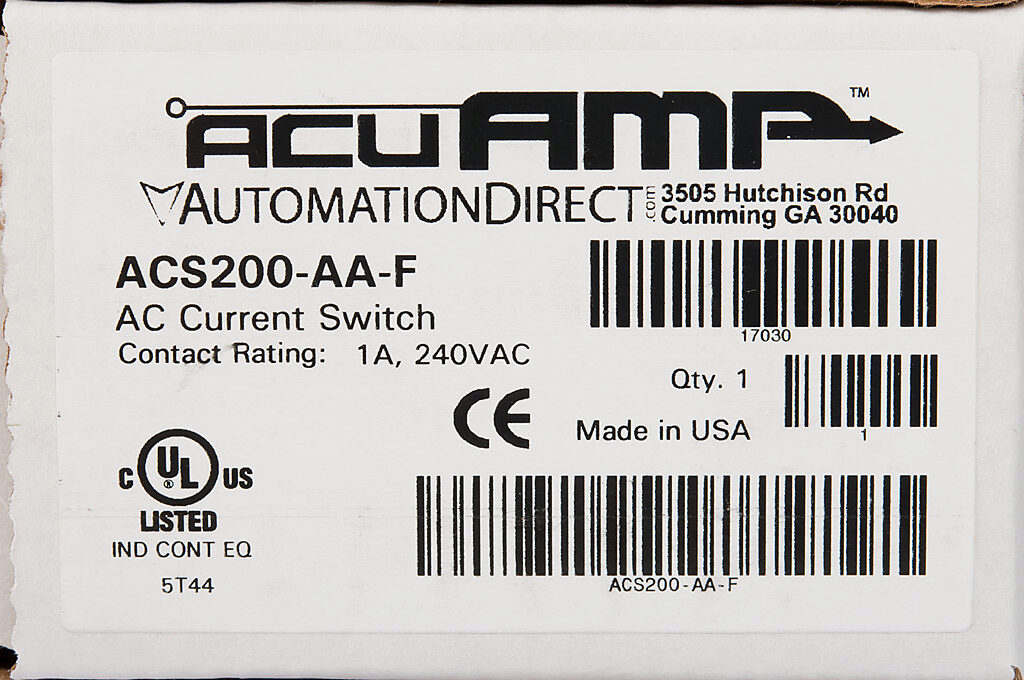 ACUAMP™
AUTOMATIONDIRECT.com
3505 Hutchison Rd
Cumming GA 30040
ACS200-AA-F
AC Current Switch
Contact Rating: 1A, 240VAC
17030
Qty. 1
1
CE
Made in USA
C UL® US
LISTED
IND CONT EQ
5T44
ACS200-AA-F